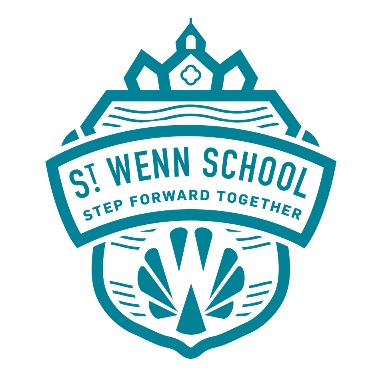 ST. WENN SCHOOL
STEP FORWARD TOGETHER
W